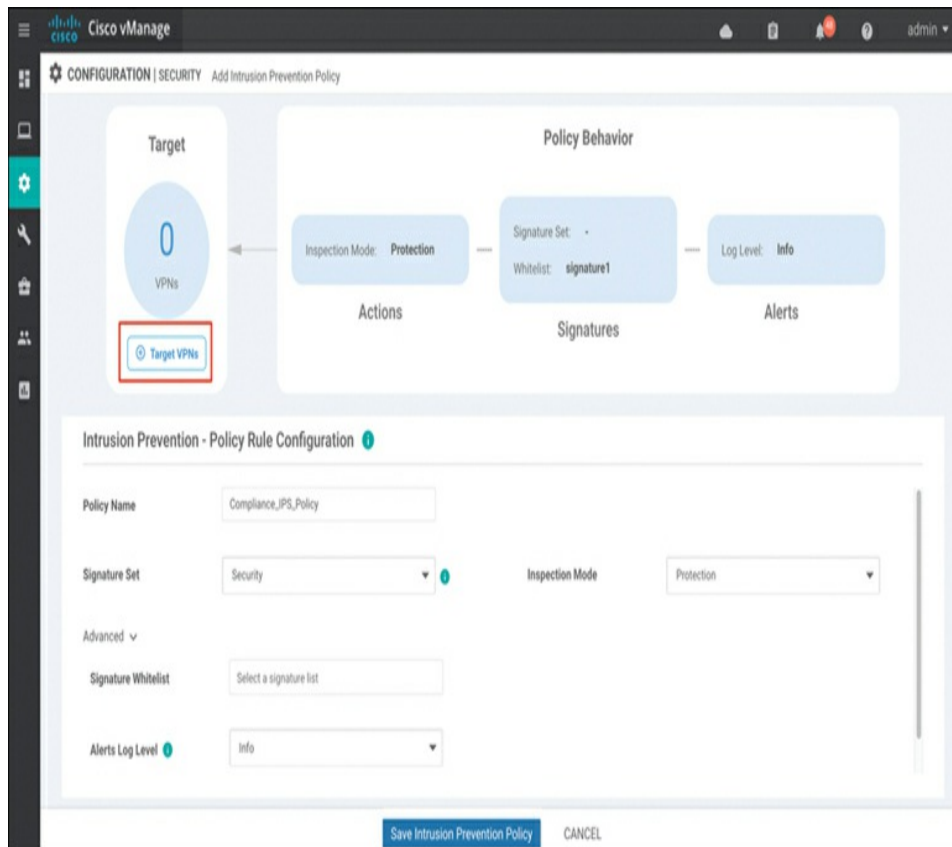 CISCO Cisco vManage
admin
CONFIGURATION | SECURITY Add Intrusion Prevention Policy
Target
0
VPNs
Target VPNs
Policy Behavior
Inspection Mode: Protection
Actions
Signature Set: -
Whitelist: signature1
Signatures
Log Level: Info
Alerts
Intrusion Prevention - Policy Rule Configuration
Policy Name Compliance_IPS_Policy
Signature Set Security
Inspection Mode Protection
Advanced
Signature Whitelist Select a signature list
Alerts Log Level Info
Save Intrusion Prevention Policy CANCEL